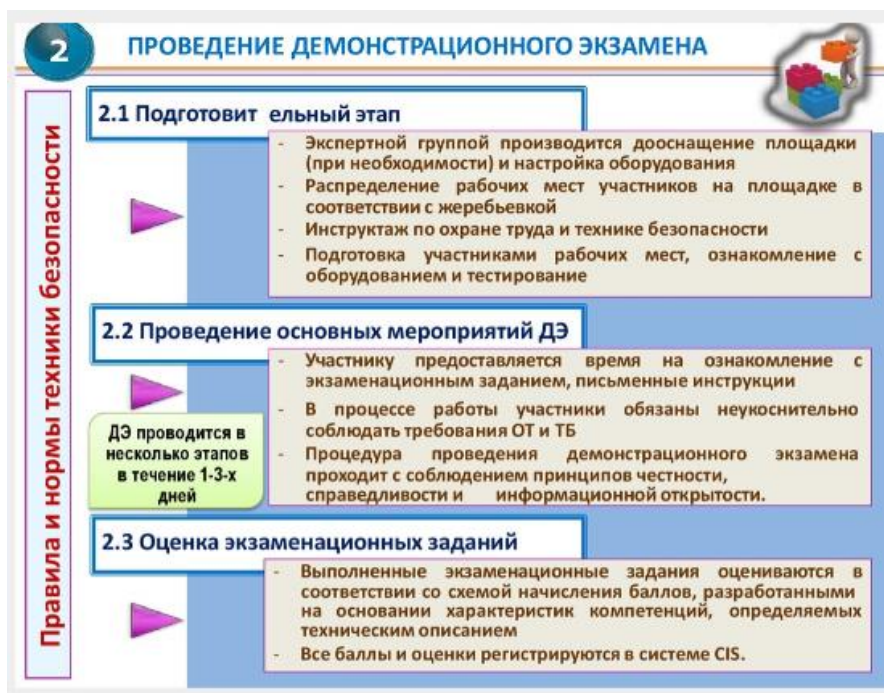 2
ПРОВЕДЕНИЕ ДЕМОНСТРАЦИОННОГО ЭКЗАМЕНА
Правила и нормы техники безопасности
2.1 Подготовит ельный этап
- Экспертной группой производится дооснащение площадки
(при необходимости) и настройка оборудования
- Распределение рабочих мест участников на площадке в
соответствии с жеребьевкой
- Инструктаж по охране труда и технике безопасности
- Подготовка участниками рабочих мест, ознакомление с
оборудованием и тестирование
2.2 Проведение основных мероприятий ДЭ
ДЭ проводится в
несколько этапов
в течение 1-3-х
дней
- Участнику предоставляется время на ознакомление с
экзаменационным заданием, письменные инструкции
- В процессе работы участники обязаны неукоснительно
соблюдать требования ОТ и ТБ
- Процедура проведения демонстрационного экзамена
проходит с соблюдением принципов честности,
справедливости и информационной открытости.
2.3 Оценка экзаменационных заданий
- Выполненные экзаменационные задания оцениваются в
соответствии со схемой начисления баллов, разработанными
на основании характеристик компетенций, определяемых
техническим описанием
- Все баллы и оценки регистрируются в системе CIS.